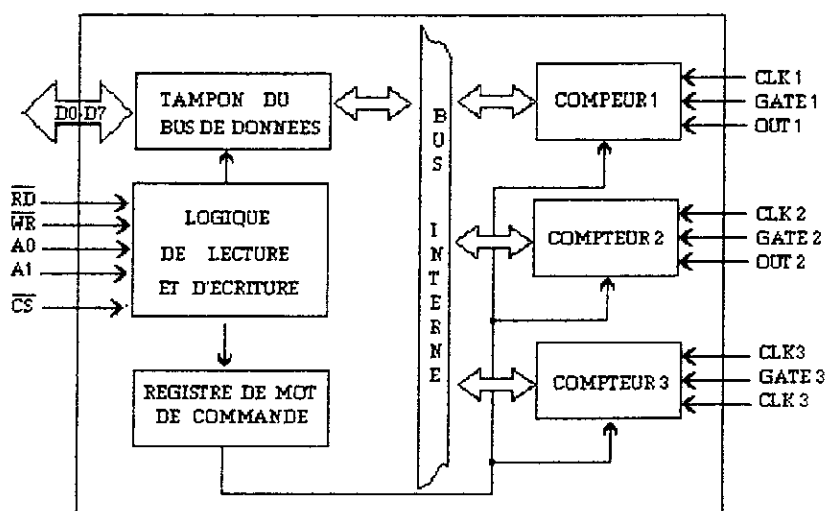 D0-D7
TAMPON DU
BUS DE DONNEES
RD
WR
A0
A1
CS
LOGIQUE
DE LECTURE
ET D'ECRITURE
REGISTRE DE MOT
DE COMMANDE
BUS INTERNE
COMPEUR 1
CLK 1
GATE 1
OUT 1
COMPTEUR 2
CLK 2
GATE 2
OUT 2
COMPTEUR 3
CLK3
GATE 3
CLK 3